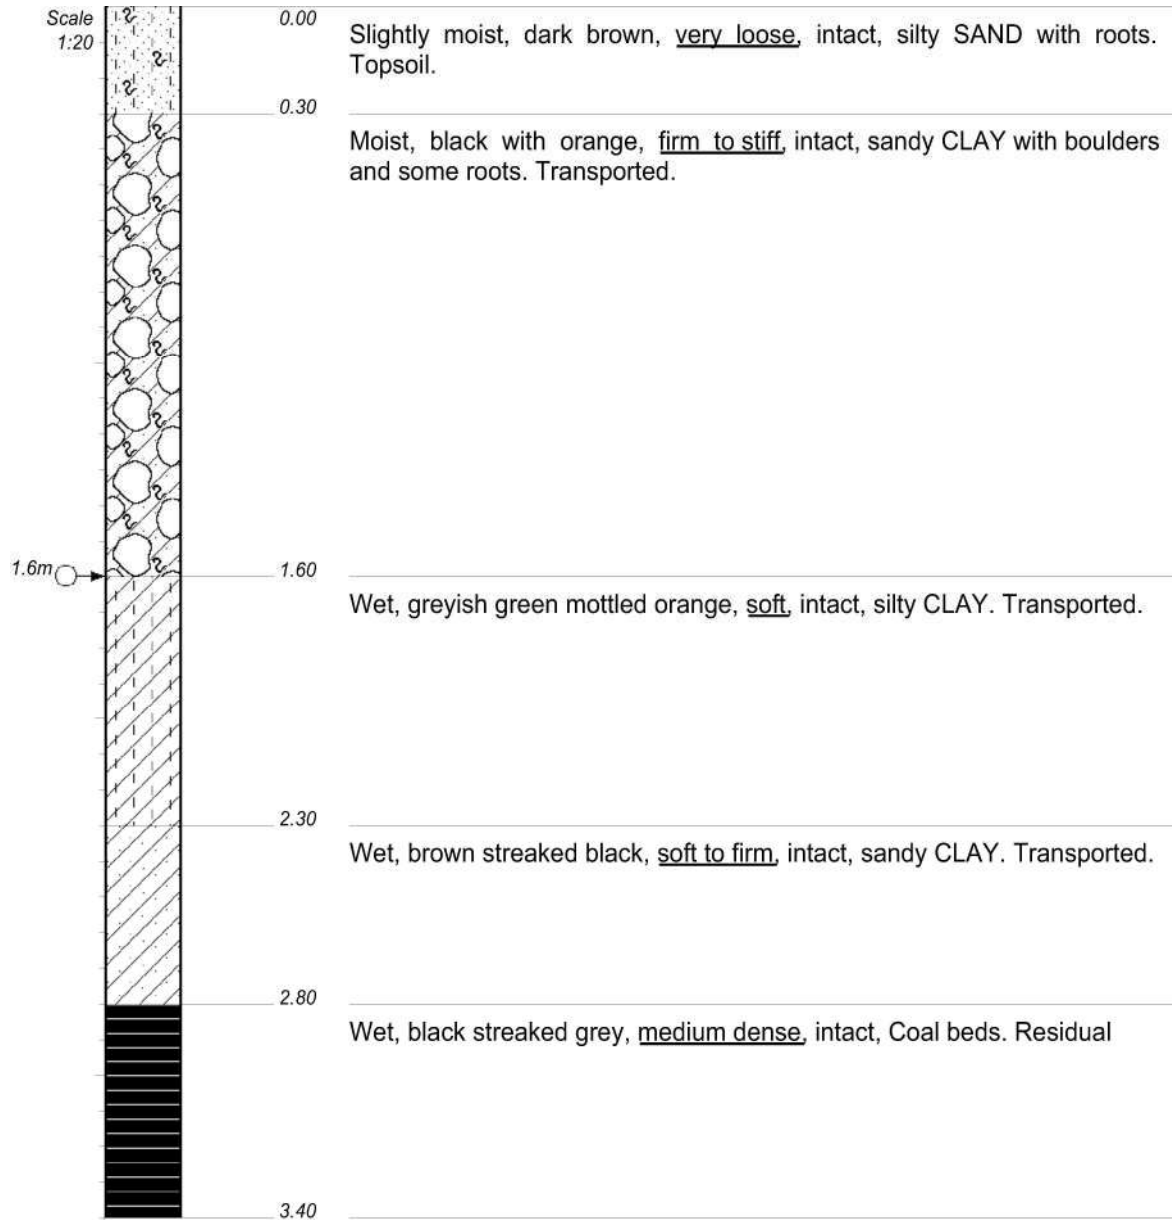 Scale
1:20
0.00
Slightly moist, dark brown, very loose, intact, silty SAND with roots.
Topsoil.
0.30
Moist, black with orange, firm to stiff, intact, sandy CLAY with boulders
and some roots. Transported.
1.6m
1.60
Wet, greyish green mottled orange, soft, intact, silty CLAY. Transported.
2.30
Wet, brown streaked black, soft to firm, intact, sandy CLAY. Transported.
2.80
Wet, black streaked grey, medium dense, intact, Coal beds. Residual
3.40